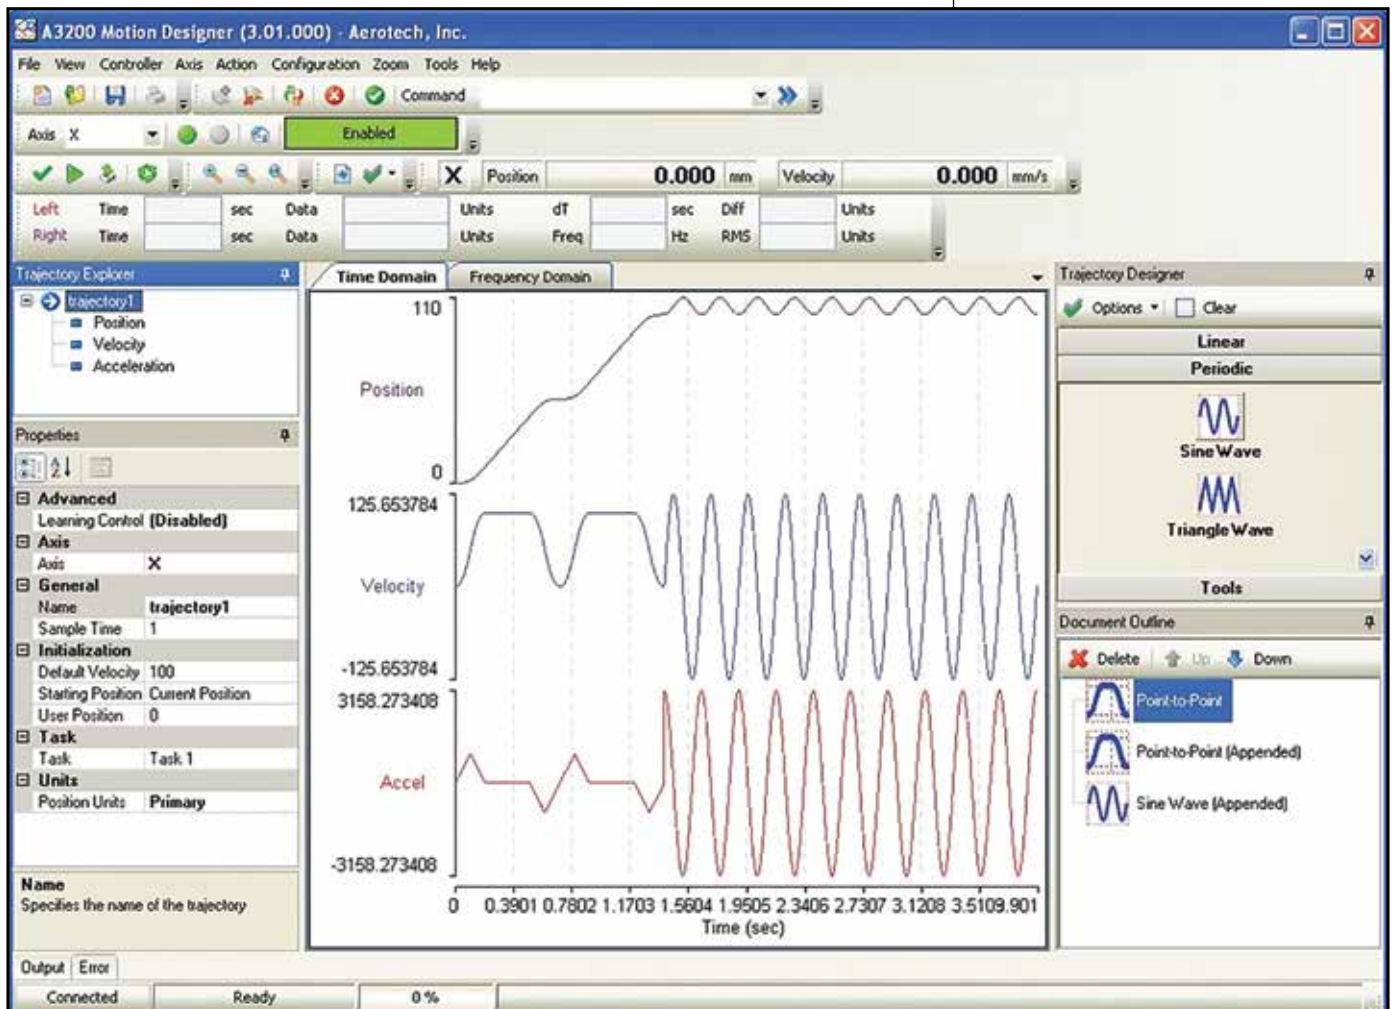 A3200 Motion Designer (3.01.000) - Aerotech, Inc.
File View Controller Axis Action Configuration Zoom Tools Help
Command
Axis X Enabled
X Position 0.000 mm Velocity 0.000 mm/s
Left Time sec Data Units dT sec Diff Units
Right Time sec Data Units Freq Hz RMS Units
Trajectory Explorer
trajectory1
Position
Velocity
Acceleration
Properties
Advanced
Learning Control (Disabled)
Axis
Axis X
General
Name trajectory1
Sample Time 1
Initialization
Default Velocity 100
Starting Position Current Position
User Position 0
Task
Task Task 1
Units
Position Units Primary
Name
Specifies the name of the trajectory
Time Domain Frequency Domain
110
Position
0
125.653784
Velocity
-125.653784
3158.273408
Accel
-3158.273408
0 0.3901 0.7802 1.1703 1.5604 1.9505 2.3406 2.7307 3.1208 3.5109.901
Time (sec)
Trajectory Designer
Options Clear
Linear
Periodic
Sine Wave
Triangle Wave
Tools
Document Outline
Delete Up Down
Point-to-Point
Point-to-Point (Appended)
Sine Wave (Appended)
Output Error
Connected Ready 0 %